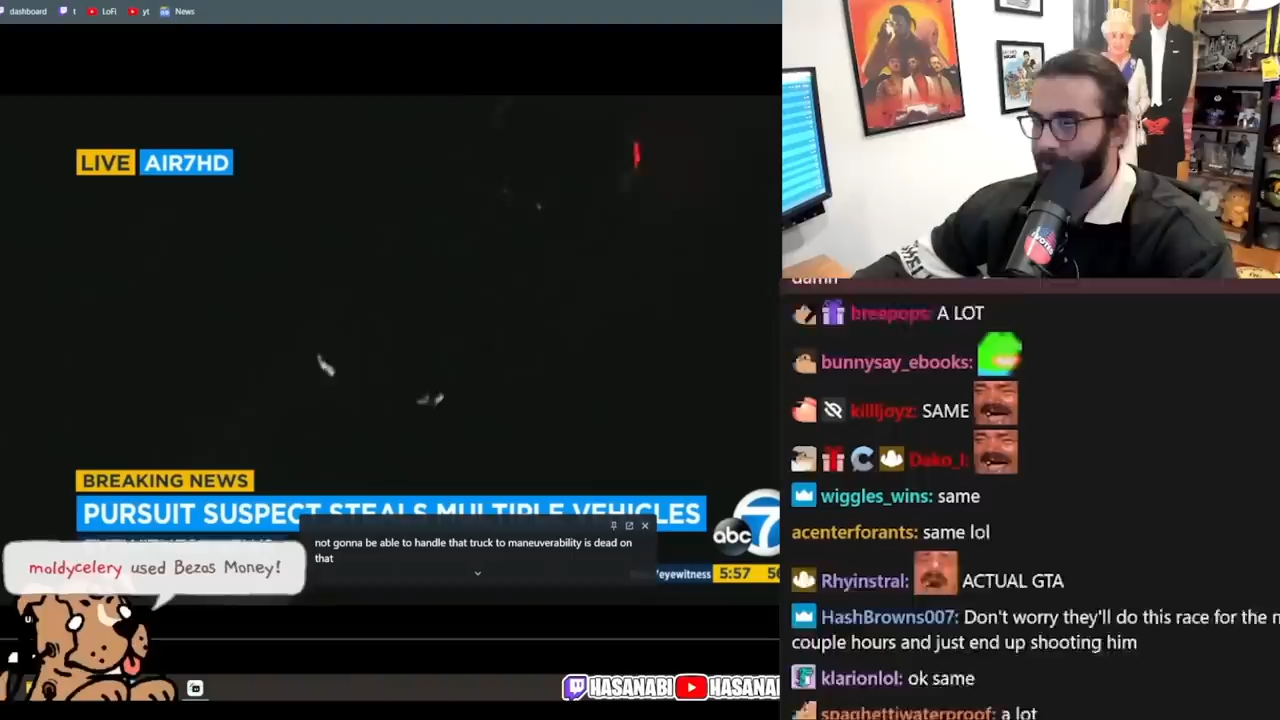 dashboard t LoFi yt News
LIVE AIR7HD
BREAKING NEWS
PURSUIT SUSPECT STEALS MULTIPLE VEHICLES
abc 7
not gonna be able to handle that truck to maneuverability is dead on
that
eyewitness 5:57
moldycelery used Bezos Money!
HASANABI HASANA
damn
breepops: A LOT
bunnysay_ebooks:
killljoyz: SAME
Dako_I:
wiggles_wins: same
acenterforants: same lol
Rhyinstral: ACTUAL GTA
HashBrowns007: Don't worry they'll do this race for the
couple hours and just end up shooting him
klarionlol: ok same
spaghettiwaterproof: a lot